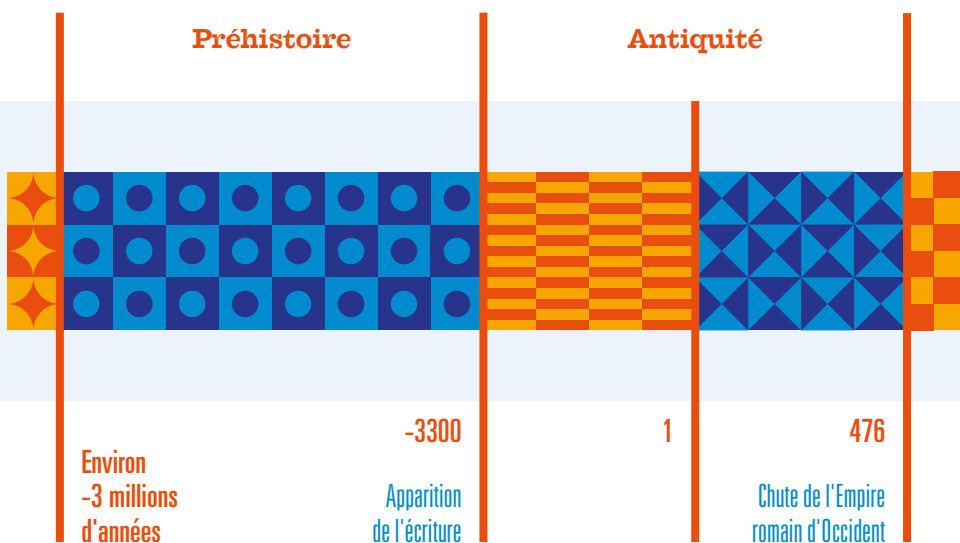 Préhistoire
Antiquité
-3300
1
476
Environ
-3 millions
d'années
Apparition
de l'écriture
Chute de l'Empire
romain d'Occident